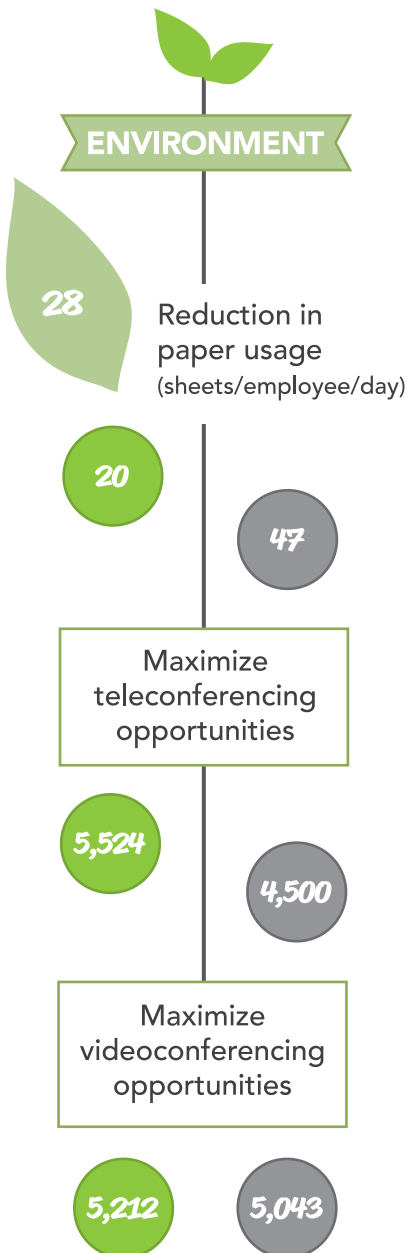 ENVIRONMENT
28
Reduction in
paper usage
(sheets/employee/day)
20
47
Maximize
teleconferencing
opportunities
5,524
4,500
Maximize
videoconferencing
opportunities
5,212
5,043